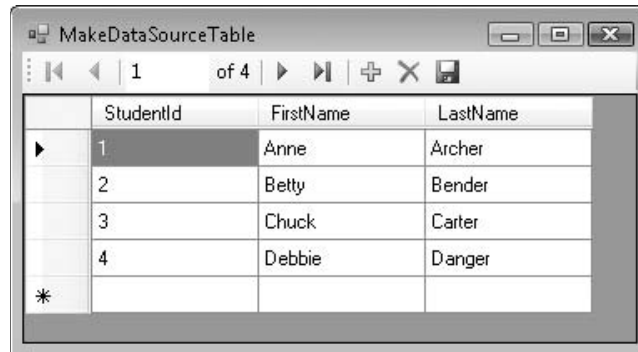 MakeDataSourceTable
1 of 4
StudentId FirstName LastName
1 Anne Archer
2 Betty Bender
3 Chuck Carter
4 Debbie Danger